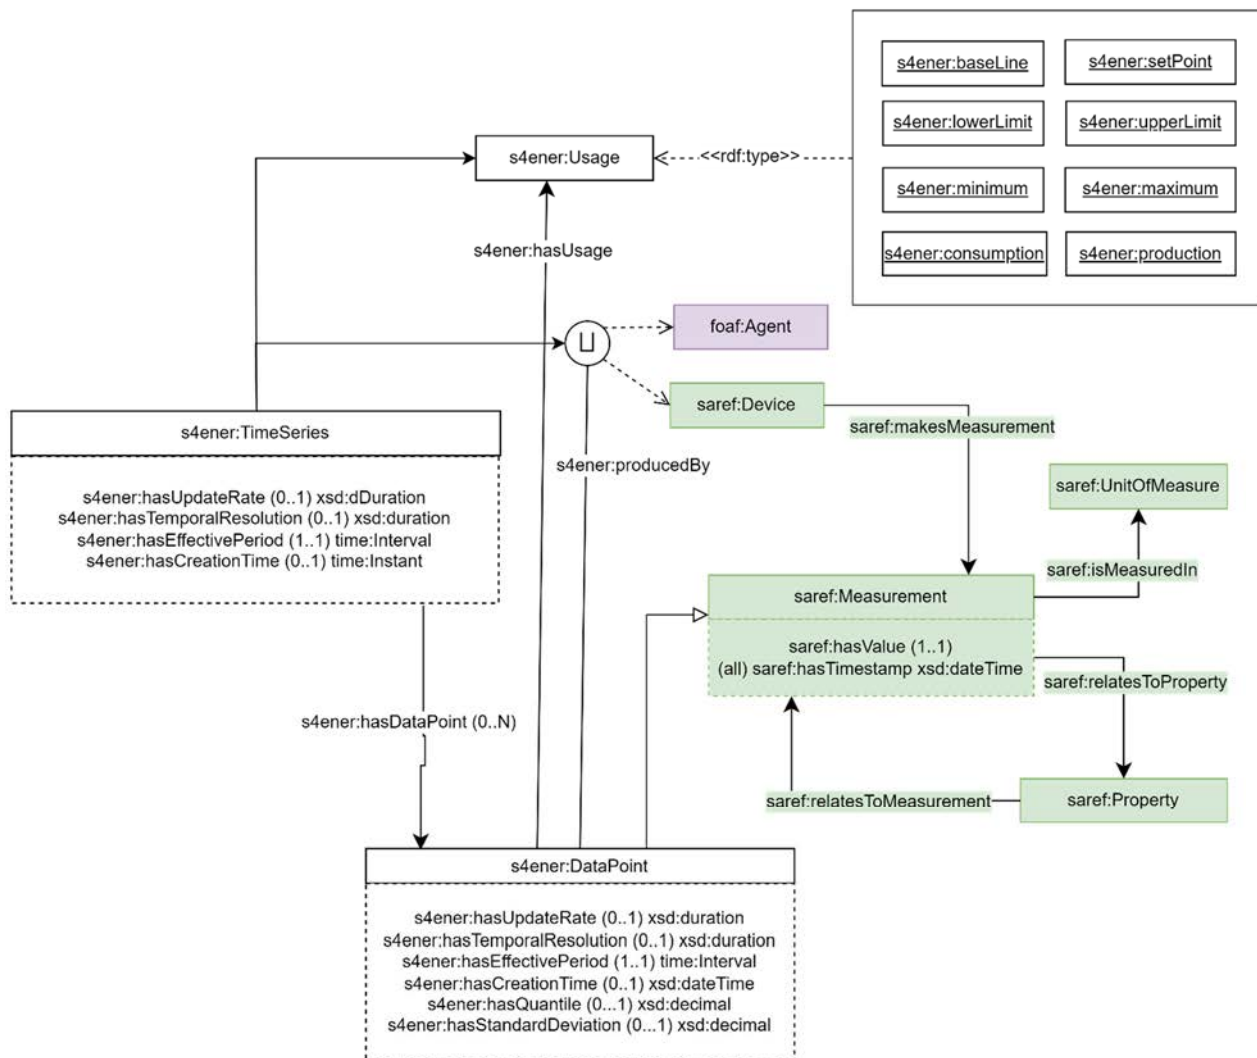 s4ener:baseLine
s4ener:setPoint
s4ener:lowerLimit
s4ener:upperLimit
s4ener:Usage
<<rdf:type>>
s4ener:minimum
s4ener:maximum
s4ener:hasUsage
s4ener:consumption
s4ener:production
foaf:Agent
saref:Device
saref:makesMeasurement
s4ener:TimeSeries
s4ener:producedBy
s4ener:hasUpdateRate (0..1) xsd:dDuration
s4ener:hasTemporalResolution (0..1) xsd:duration
s4ener:hasEffectivePeriod (1..1) time:Interval
s4ener:hasCreationTime (0..1) time:Instant
saref:UnitOfMeasure
saref:isMeasuredIn
saref:Measurement
saref:hasValue (1..1)
(all) saref:hasTimestamp xsd:dateTime
saref:relatesToProperty
s4ener:hasDataPoint (0..N)
saref:relatesToMeasurement
saref:Property
s4ener:DataPoint
s4ener:hasUpdateRate (0..1) xsd:duration
s4ener:hasTemporalResolution (0..1) xsd:duration
s4ener:hasEffectivePeriod (1..1) time:Interval
s4ener:hasCreationTime (0..1) xsd:dateTime
s4ener:hasQuantile (0...1) xsd:decimal
s4ener:hasStandardDeviation (0...1) xsd:decimal